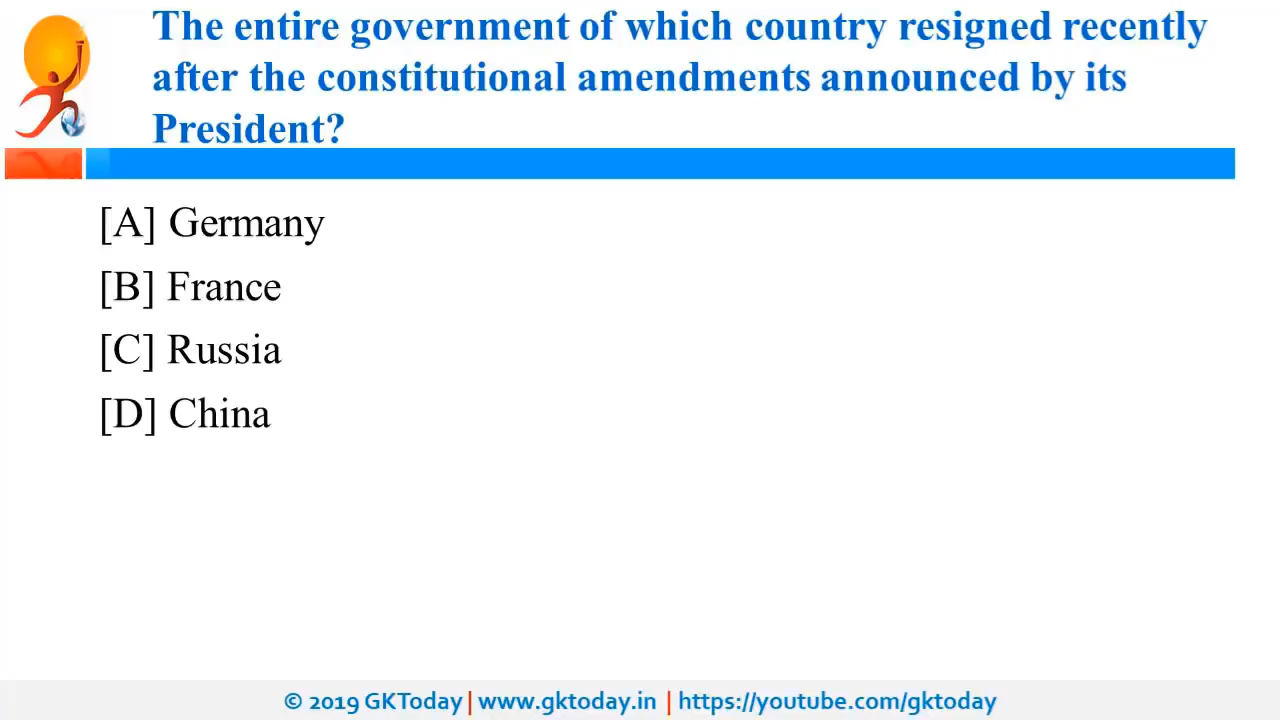 The entire government of which country resigned recently
after the constitutional amendments announced by its
President?
[A] Germany
[B] France
[C] Russia
[D] China
© 2019 GKToday | www.gktoday.in | https://youtube.com/gktoday